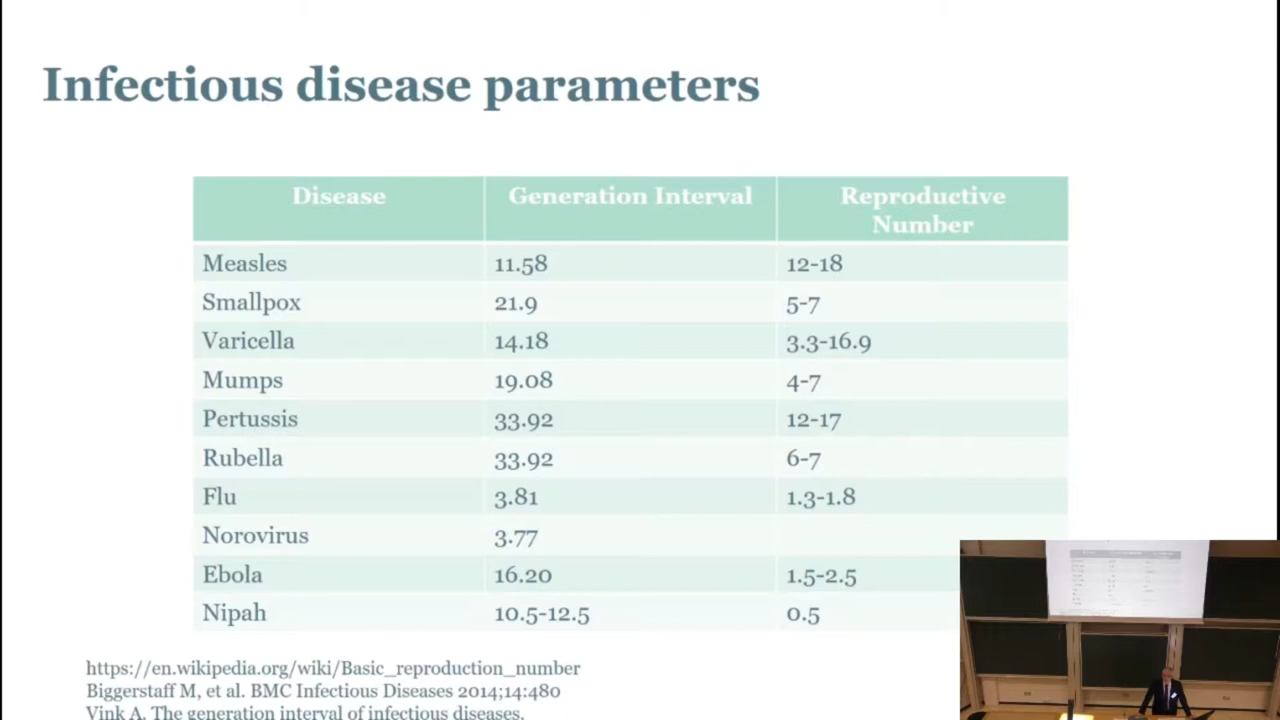 Infectious disease parameters
Disease Generation Interval Reproductive Number
Measles 11.58 12-18
Smallpox 21.9 5-7
Varicella 14.18 3.3-16.9
Mumps 19.08 4-7
Pertussis 33.92 12-17
Rubella 33.92 6-7
Flu 3.81 1.3-1.8
Norovirus 3.77
Ebola 16.20 1.5-2.5
Nipah 10.5-12.5 0.5
https://en.wikipedia.org/wiki/Basic_reproduction_number
Biggerstaff M, et al. BMC Infectious Diseases 2014;14:480
Vink A. The generation interval of infectious diseases.